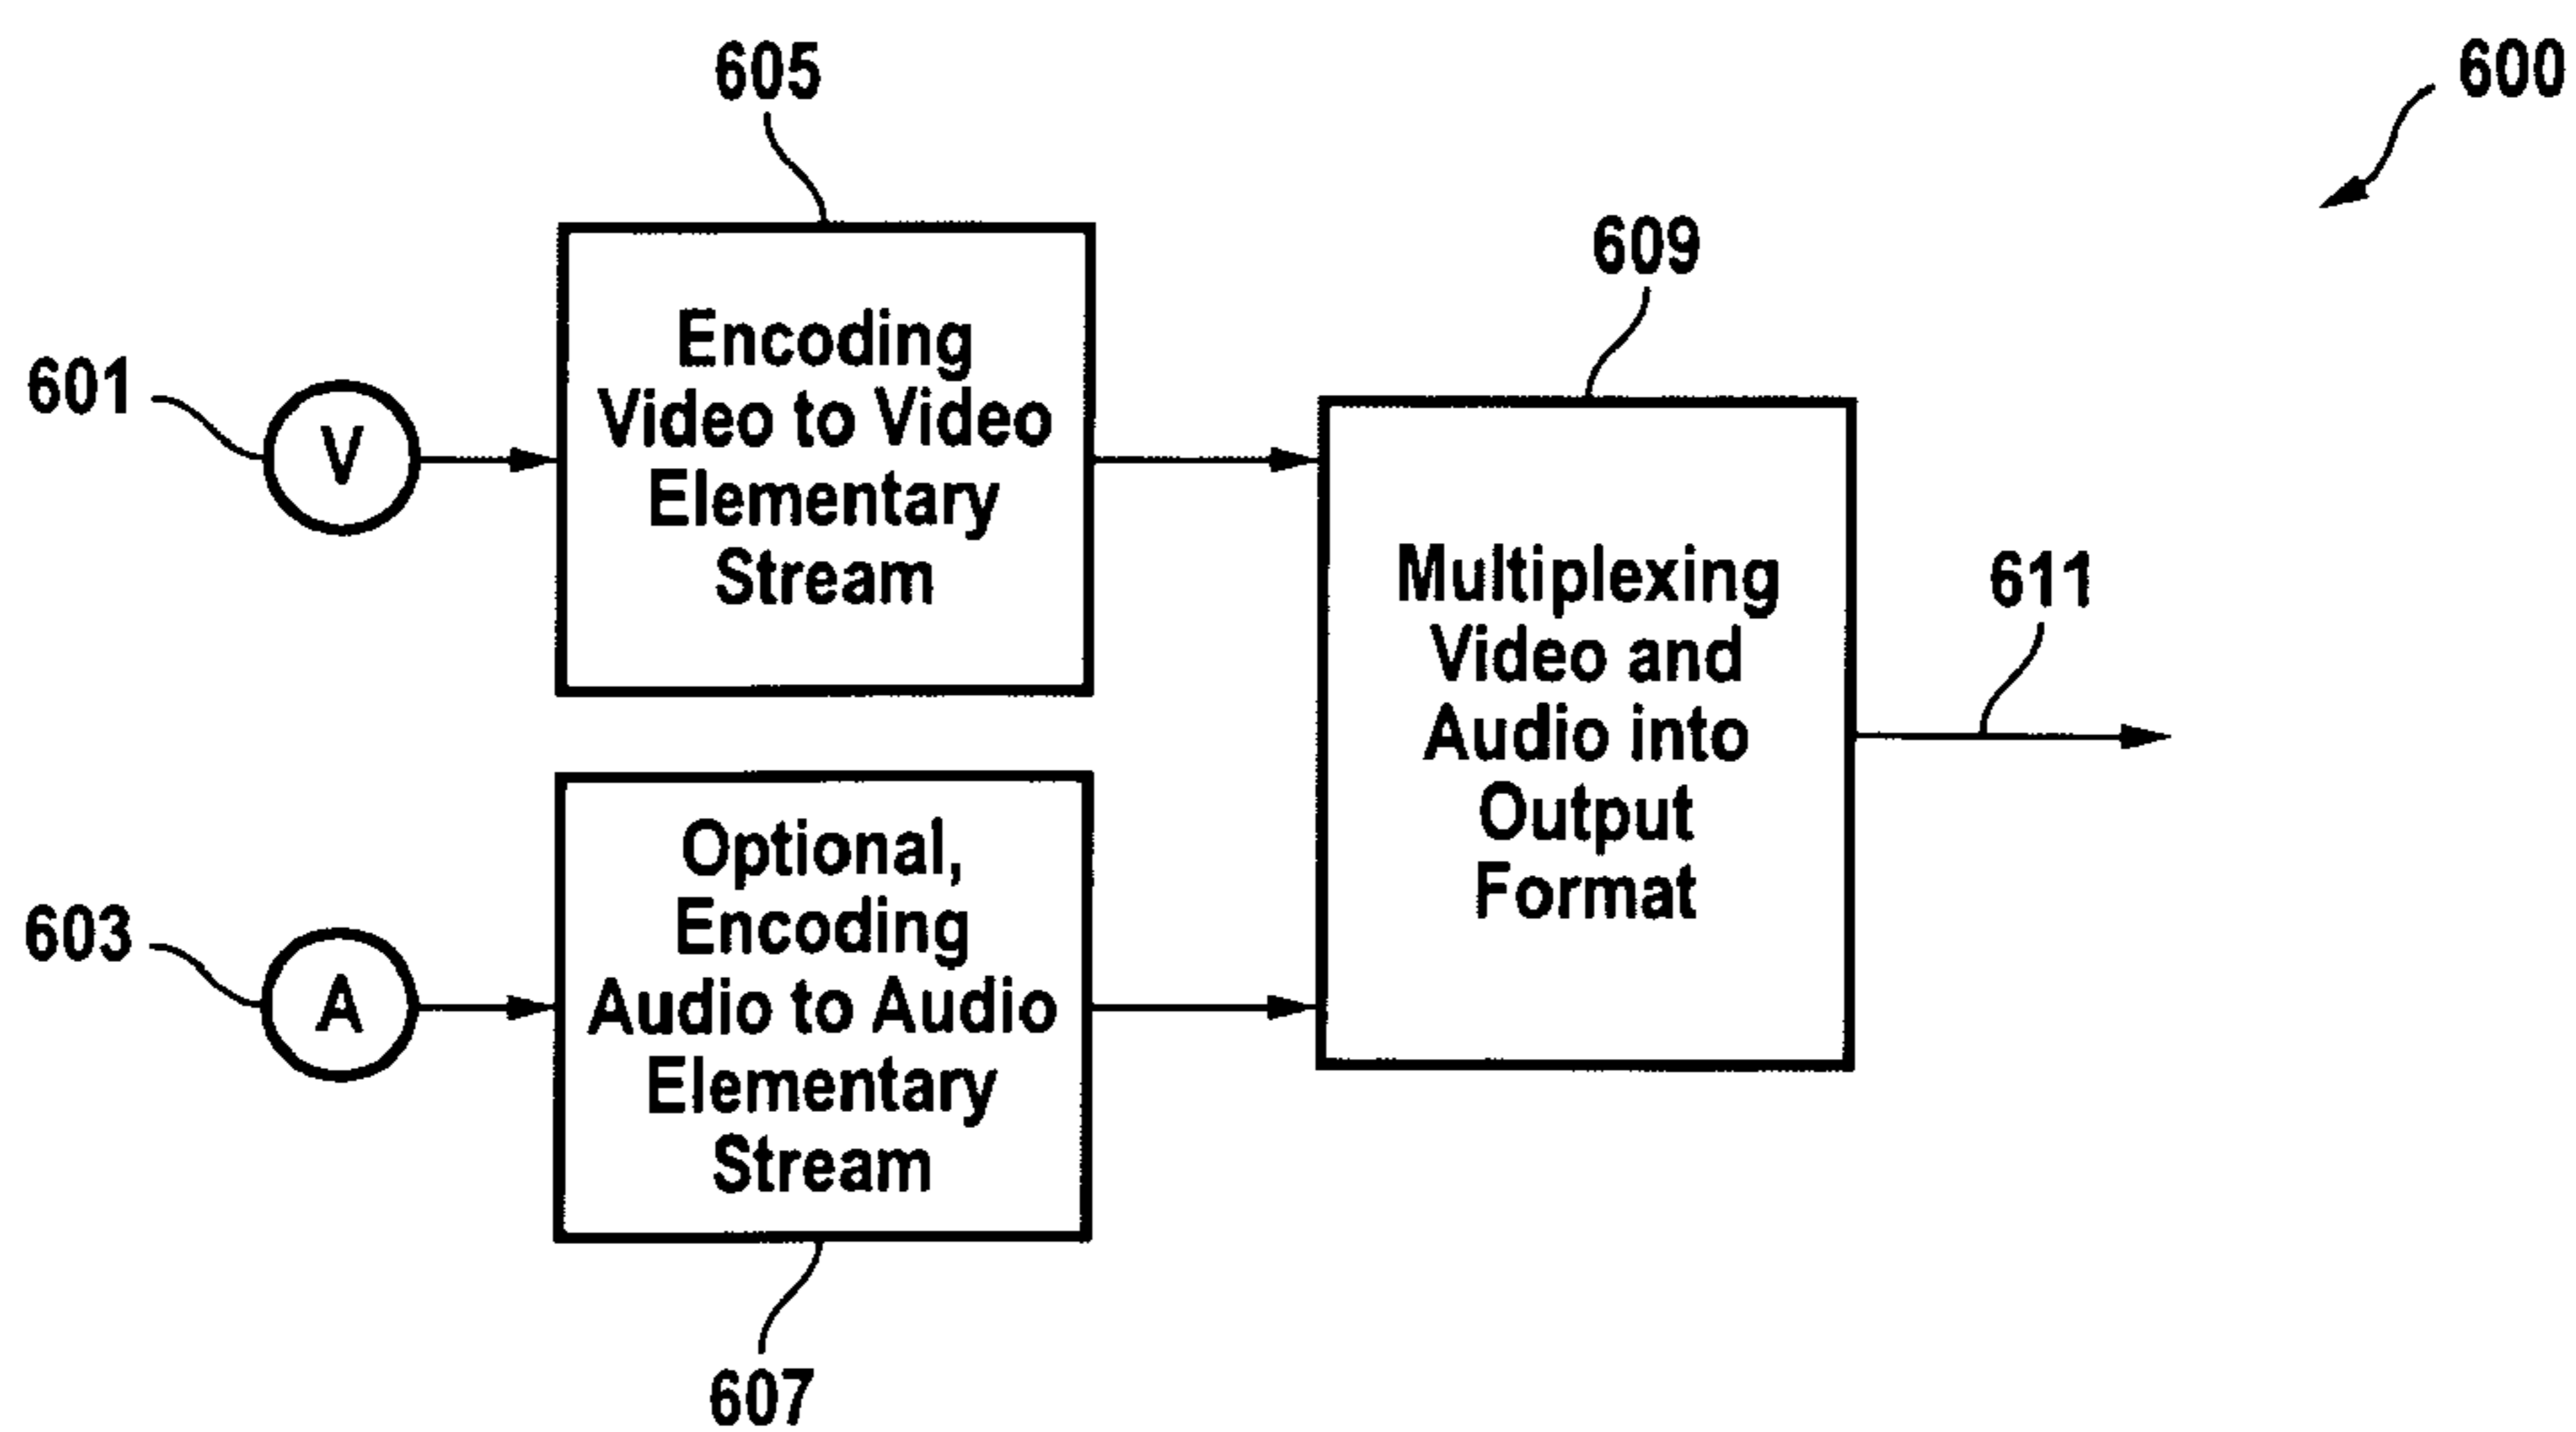 605
600
609
601
V
Encoding
Video to Video
Elementary
Stream
Multiplexing
Video and
Audio into
Output
Format
611
603
A
Optional,
Encoding
Audio to Audio
Elementary
Stream
607